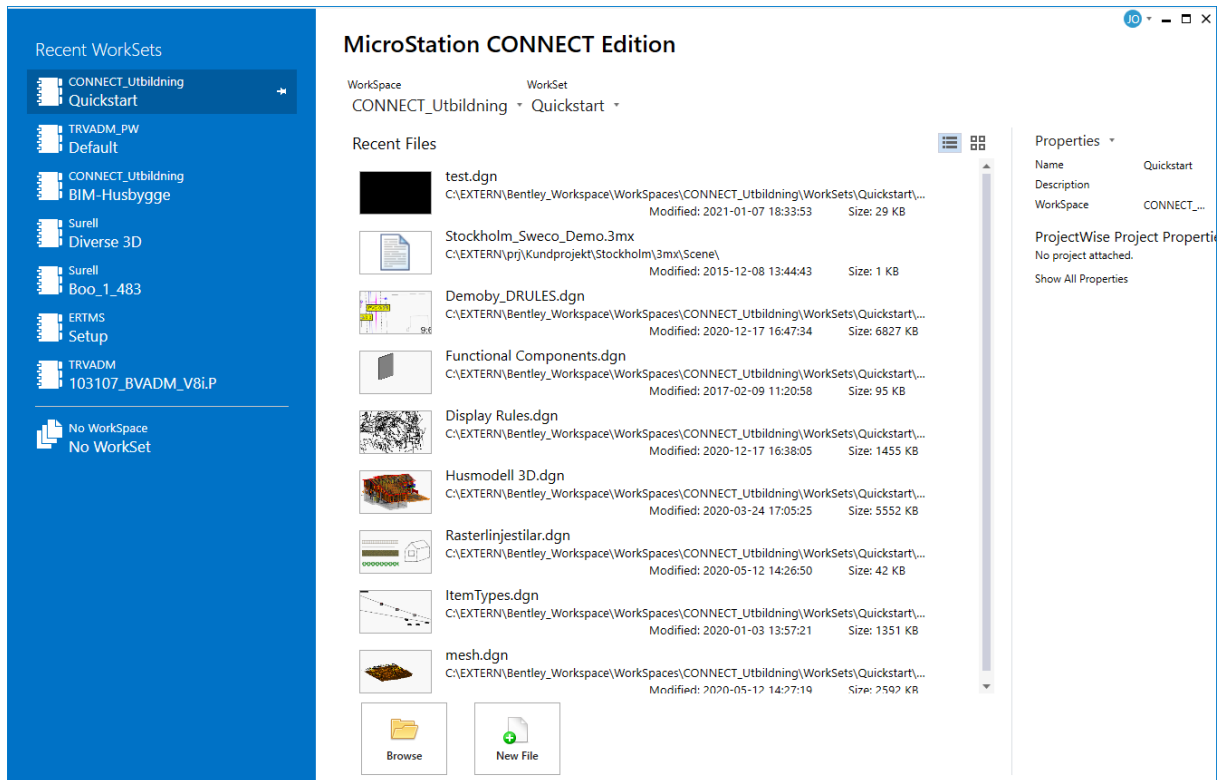 JO
Recent WorkSets
CONNECT_Utbildning
Quickstart
TRVADM_PW
Default
CONNECT_Utbildning
BIM-Husbygge
Surell
Diverse 3D
Surell
Boo_1_483
ERTMS
Setup
TRVADM
103107_BVADM_V8i.P
No WorkSpace
No WorkSet
MicroStation CONNECT Edition
WorkSpace WorkSet
CONNECT_Utbildning Quickstart
Recent Files
test.dgn
C:\EXTERN\Bentley_Workspace\WorkSpaces\CONNECT_Utbildning\WorkSets\Quickstart\...
Modified: 2021-01-07 18:33:53 Size: 29 KB
Stockholm_Sweco_Demo.3mx
C:\EXTERN\prj\Kundprojekt\Stockholm\3mx\Scene\
Modified: 2015-12-08 13:44:43 Size: 1 KB
Demoby_DRULES.dgn
C:\EXTERN\Bentley_Workspace\WorkSpaces\CONNECT_Utbildning\WorkSets\Quickstart\...
Modified: 2020-12-17 16:47:34 Size: 6827 KB
Functional Components.dgn
C:\EXTERN\Bentley_Workspace\WorkSpaces\CONNECT_Utbildning\WorkSets\Quickstart\...
Modified: 2017-02-09 11:20:58 Size: 95 KB
Display Rules.dgn
C:\EXTERN\Bentley_Workspace\WorkSpaces\CONNECT_Utbildning\WorkSets\Quickstart\...
Modified: 2020-12-17 16:38:05 Size: 1455 KB
Husmodell 3D.dgn
C:\EXTERN\Bentley_Workspace\WorkSpaces\CONNECT_Utbildning\WorkSets\Quickstart\...
Modified: 2020-03-24 17:05:25 Size: 5552 KB
Rasterlinjestilar.dgn
C:\EXTERN\Bentley_Workspace\WorkSpaces\CONNECT_Utbildning\WorkSets\Quickstart\...
Modified: 2020-05-12 14:26:50 Size: 42 KB
ItemTypes.dgn
C:\EXTERN\Bentley_Workspace\WorkSpaces\CONNECT_Utbildning\WorkSets\Quickstart\...
Modified: 2020-01-03 13:57:21 Size: 1351 KB
mesh.dgn
C:\EXTERN\Bentley_Workspace\WorkSpaces\CONNECT_Utbildning\WorkSets\Quickstart\...
Modified: 2020-05-12 14:27:19 Size: 2592 KB
Browse
New File
Properties
Name Quickstart
Description
WorkSpace CONNECT_...
ProjectWise Project Propertie
No project attached.
Show All Properties